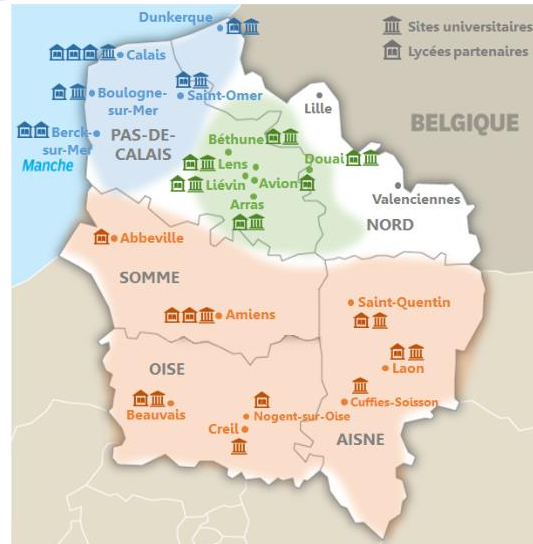 Dunkerque
Sites universitaires
Lycées partenaires
Calais
Boulogne-
sur-Mer
Saint-Omer
Lille
BELGIQUE
Berck-
sur-Mer
PAS-DE-
CALAIS
Manche
Béthune
Douai
Lens
Liévin
Avion
Arras
Valenciennes
NORD
Abbeville
SOMME
Amiens
Saint-Quentin
Laon
OISE
Cuffies-Soisson
Beauvais
Nogent-sur-Oise
Creil
AISNE